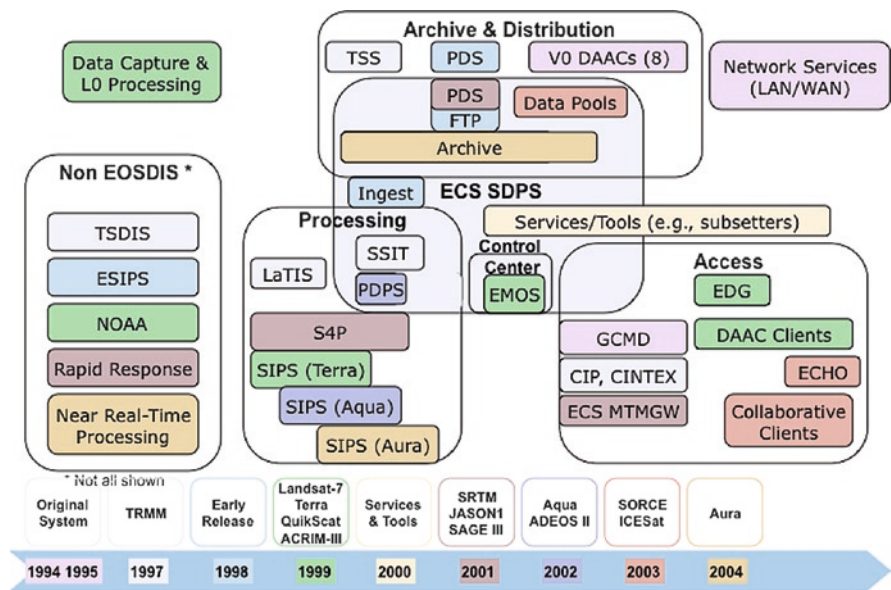 Archive & Distribution
Data Capture &
L0 Processing
TSS
PDS
V0 DAACs (8)
Network Services
(LAN/WAN)
PDS
FTP
Data Pools
Archive
Non EOSDIS *
TSDIS
ESIPS
NOAA
Rapid Response
Near Real-Time
Processing
* Not all shown
Ingest
ECS SDPS
Services/Tools (e.g., subsetters)
Processing
LaTIS
SSIT
PDPS
S4P
SIPS (Terra)
SIPS (Aqua)
SIPS (Aura)
Control
Center
EMOS
Access
EDG
GCMD
DAAC Clients
CIP, CINTEX
ECHO
ECS MTMGW
Collaborative
Clients
Original
System
TRMM
Early
Release
Landsat-7
Terra
QuikScat
ACRIM-III
Services
& Tools
SRTM
JASON1
SAGE III
Aqua
ADEOS II
SORCE
ICESat
Aura
1994 1995
1997
1998
1999
2000
2001
2002
2003
2004